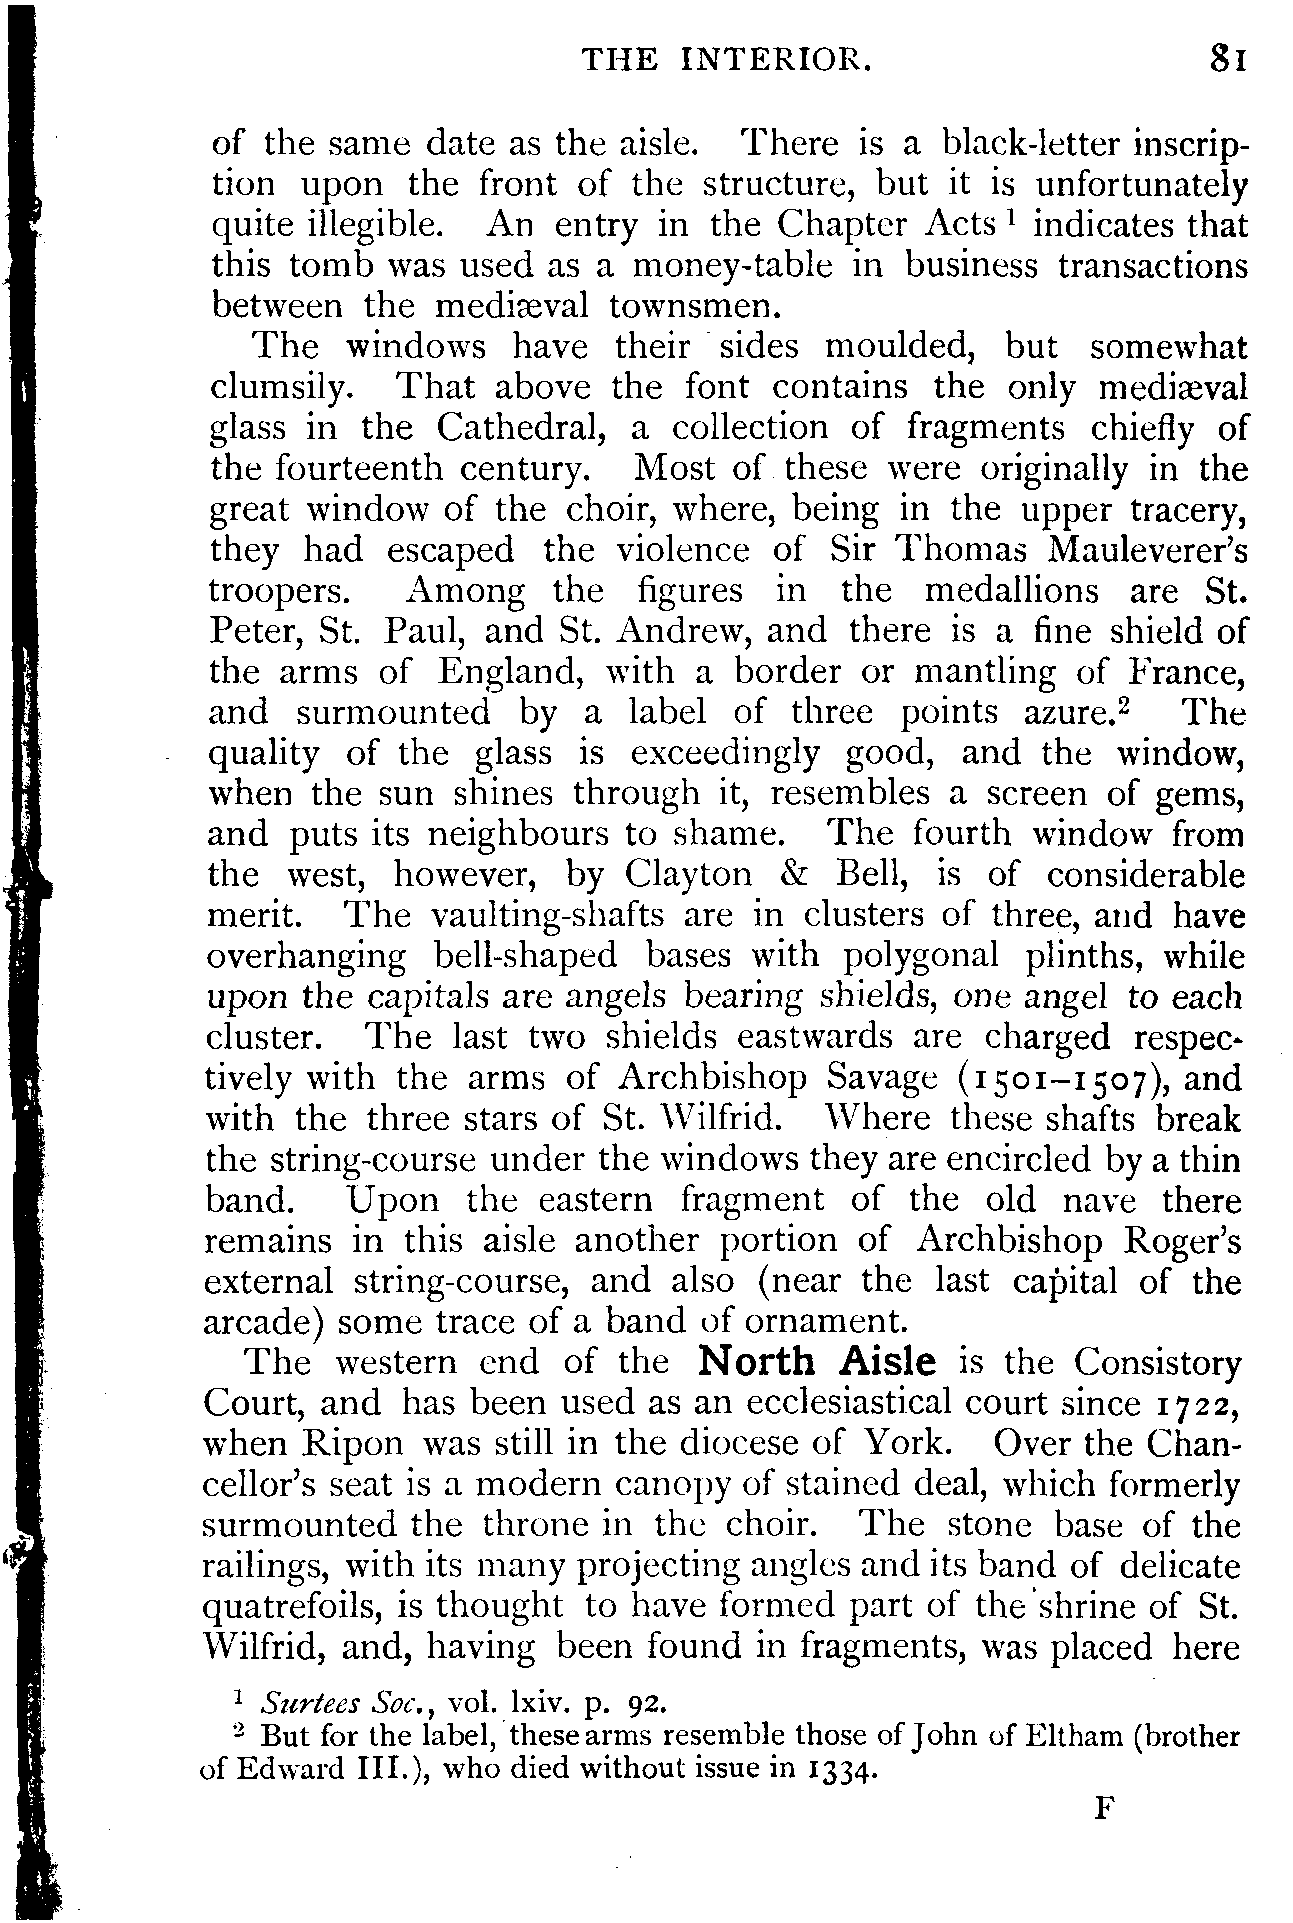 THE INTERIOR. 81
of the same date as the aisle. There is a black-letter inscrip-
tion upon the front of the structure, but it is unfortunately
quite illegible. An entry in the Chapter Acts ¹ indicates that
this tomb was used as a money-table in business transactions
between the mediæval townsmen.
The windows have their sides moulded, but somewhat
clumsily. That above the font contains the only mediæval
glass in the Cathedral, a collection of fragments chiefly of
the fourteenth century. Most of these were originally in the
great window of the choir, where, being in the upper tracery,
they had escaped the violence of Sir Thomas Mauleverer's
troopers. Among the figures in the medallions are St.
Peter, St. Paul, and St. Andrew, and there is a fine shield of
the arms of England, with a border or mantling of France,
and surmounted by a label of three points azure.² The
quality of the glass is exceedingly good, and the window,
when the sun shines through it, resembles a screen of gems,
and puts its neighbours to shame. The fourth window from
the west, however, by Clayton & Bell, is of considerable
merit. The vaulting-shafts are in clusters of three, and have
overhanging bell-shaped bases with polygonal plinths, while
upon the capitals are angels bearing shields, one angel to each
cluster. The last two shields eastwards are charged respec-
tively with the arms of Archbishop Savage (1501–1507), and
with the three stars of St. Wilfrid. Where these shafts break
the string-course under the windows they are encircled by a thin
band. Upon the eastern fragment of the old nave there
remains in this aisle another portion of Archbishop Roger's
external string-course, and also (near the last capital of the
arcade) some trace of a band of ornament.
The western end of the North Aisle is the Consistory
Court, and has been used as an ecclesiastical court since 1722,
when Ripon was still in the diocese of York. Over the Chan-
cellor's seat is a modern canopy of stained deal, which formerly
surmounted the throne in the choir. The stone base of the
railings, with its many projecting angles and its band of delicate
quatrefoils, is thought to have formed part of the shrine of St.
Wilfrid, and, having been found in fragments, was placed here
¹ Surtees Soc., vol. lxiv. p. 92.
² But for the label, these arms resemble those of John of Eltham (brother
of Edward III.), who died without issue in 1334.
F